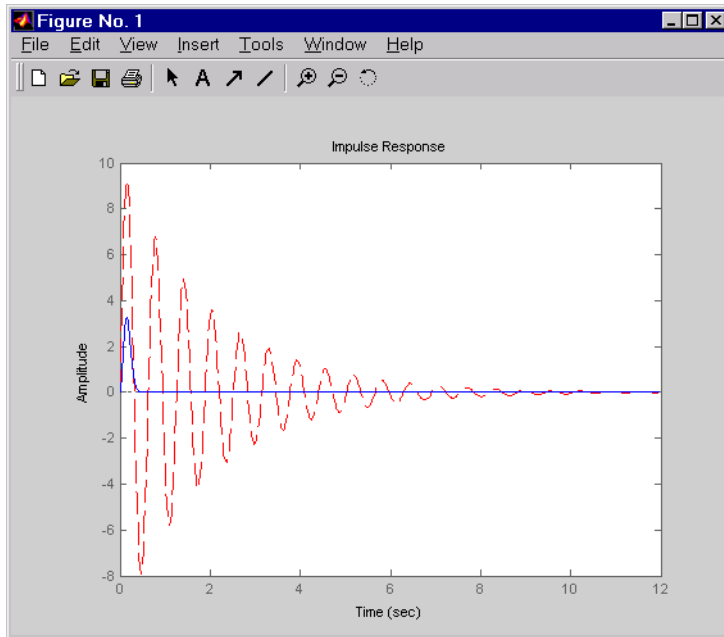 Figure No. 1
File Edit View Insert Tools Window Help
A
Impulse Response
10
8
6
4
2
0
-2
-4
-6
-8
Amplitude
0 2 4 6 8 10 12
Time (sec)